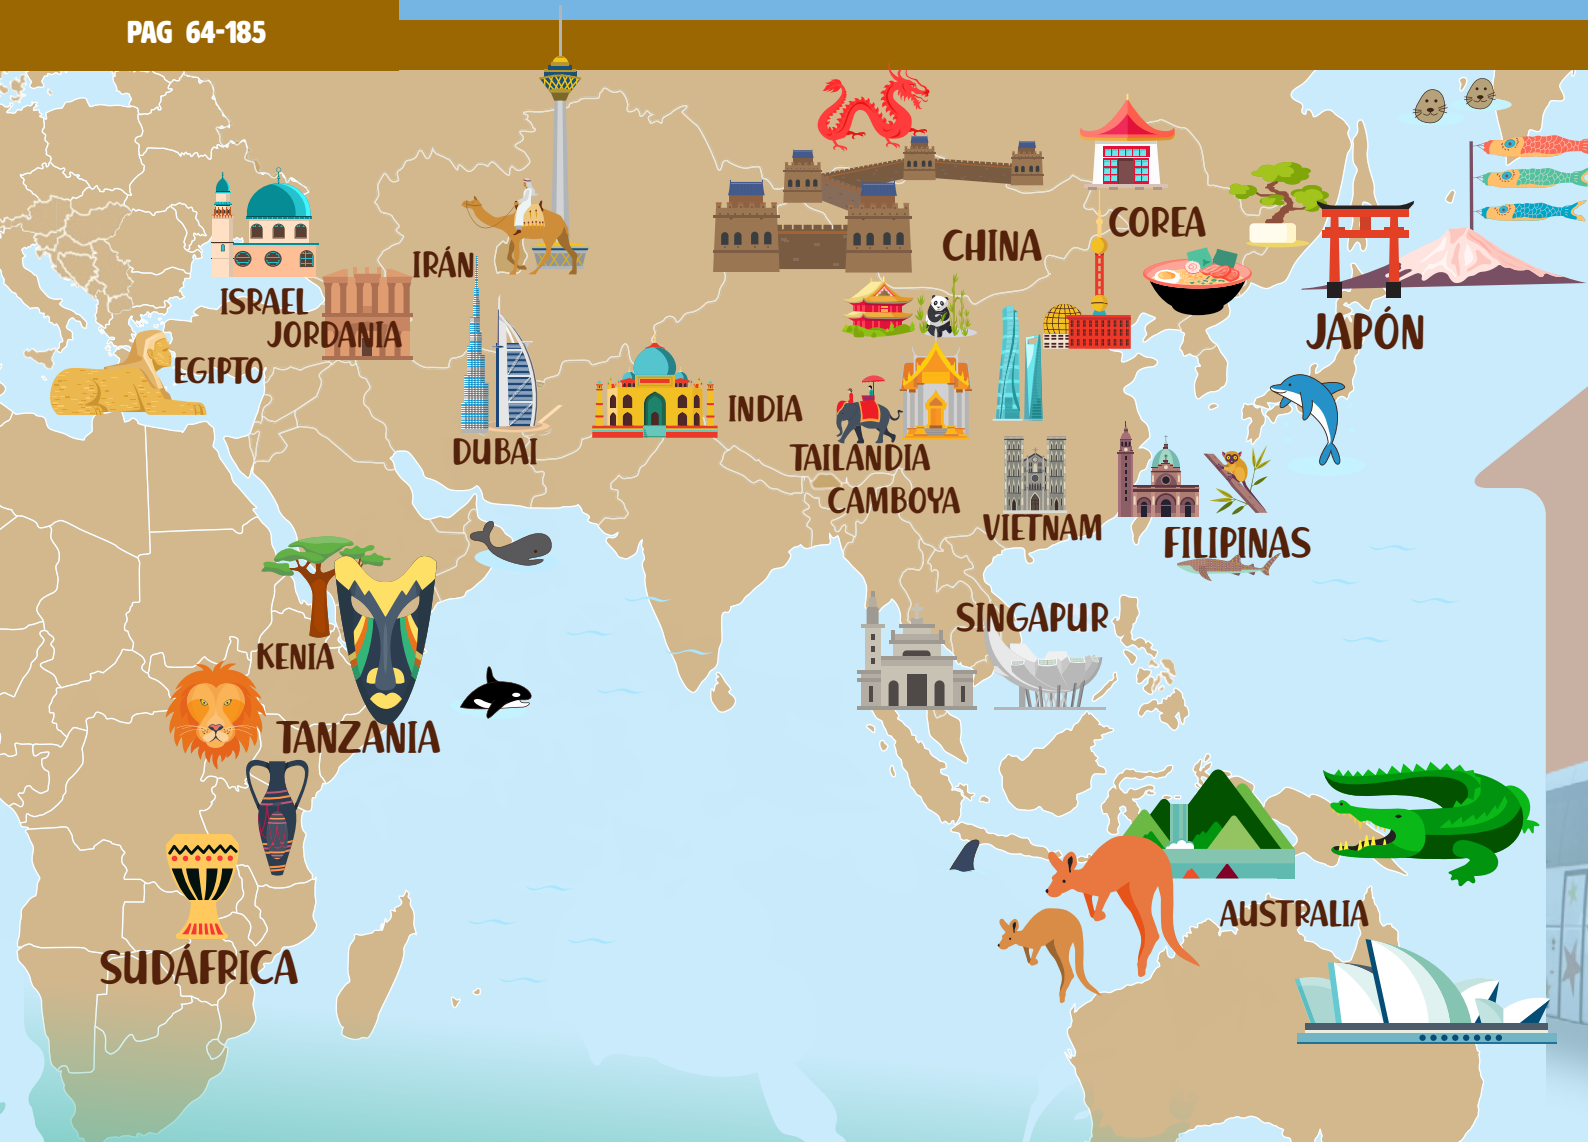 PAG 64-185
COREA
CHINA
IRÁN
ISRAEL
JORDANIA
JAPÓN
EGIPTO
INDIA
DUBAI
TAILANDIA
CAMBOYA
VIETNAM
FILIPINAS
SINGAPUR
KENIA
TANZANIA
AUSTRALIA
SUDÁFRICA